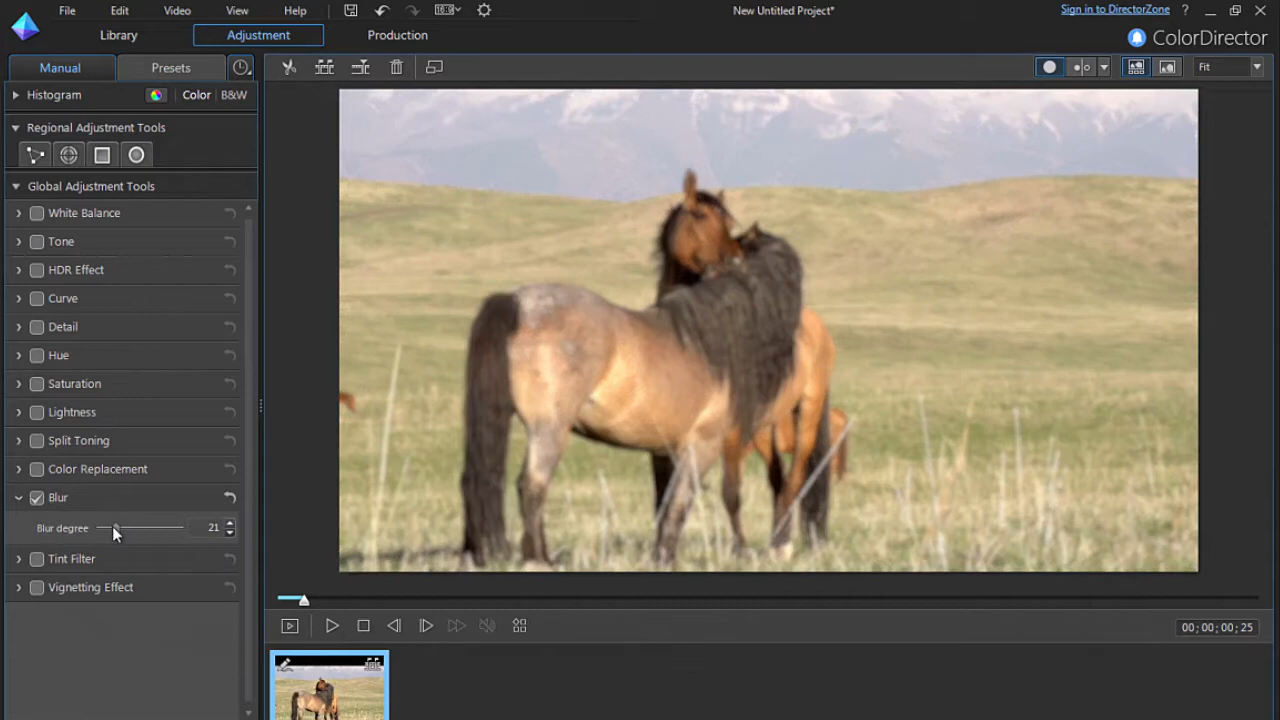 File Edit Video View Help 16:9 New Untitled Project* Sign in to DirectorZone ?
Library Adjustment Production ColorDirector
Manual Presets Fit
Histogram Color B&W
Regional Adjustment Tools
Global Adjustment Tools
White Balance
Tone
HDR Effect
Curve
Detail
Hue
Saturation
Lightness
Split Toning
Color Replacement
Blur
Blur degree 21
Tint Filter
Vignetting Effect
00;00;00;25